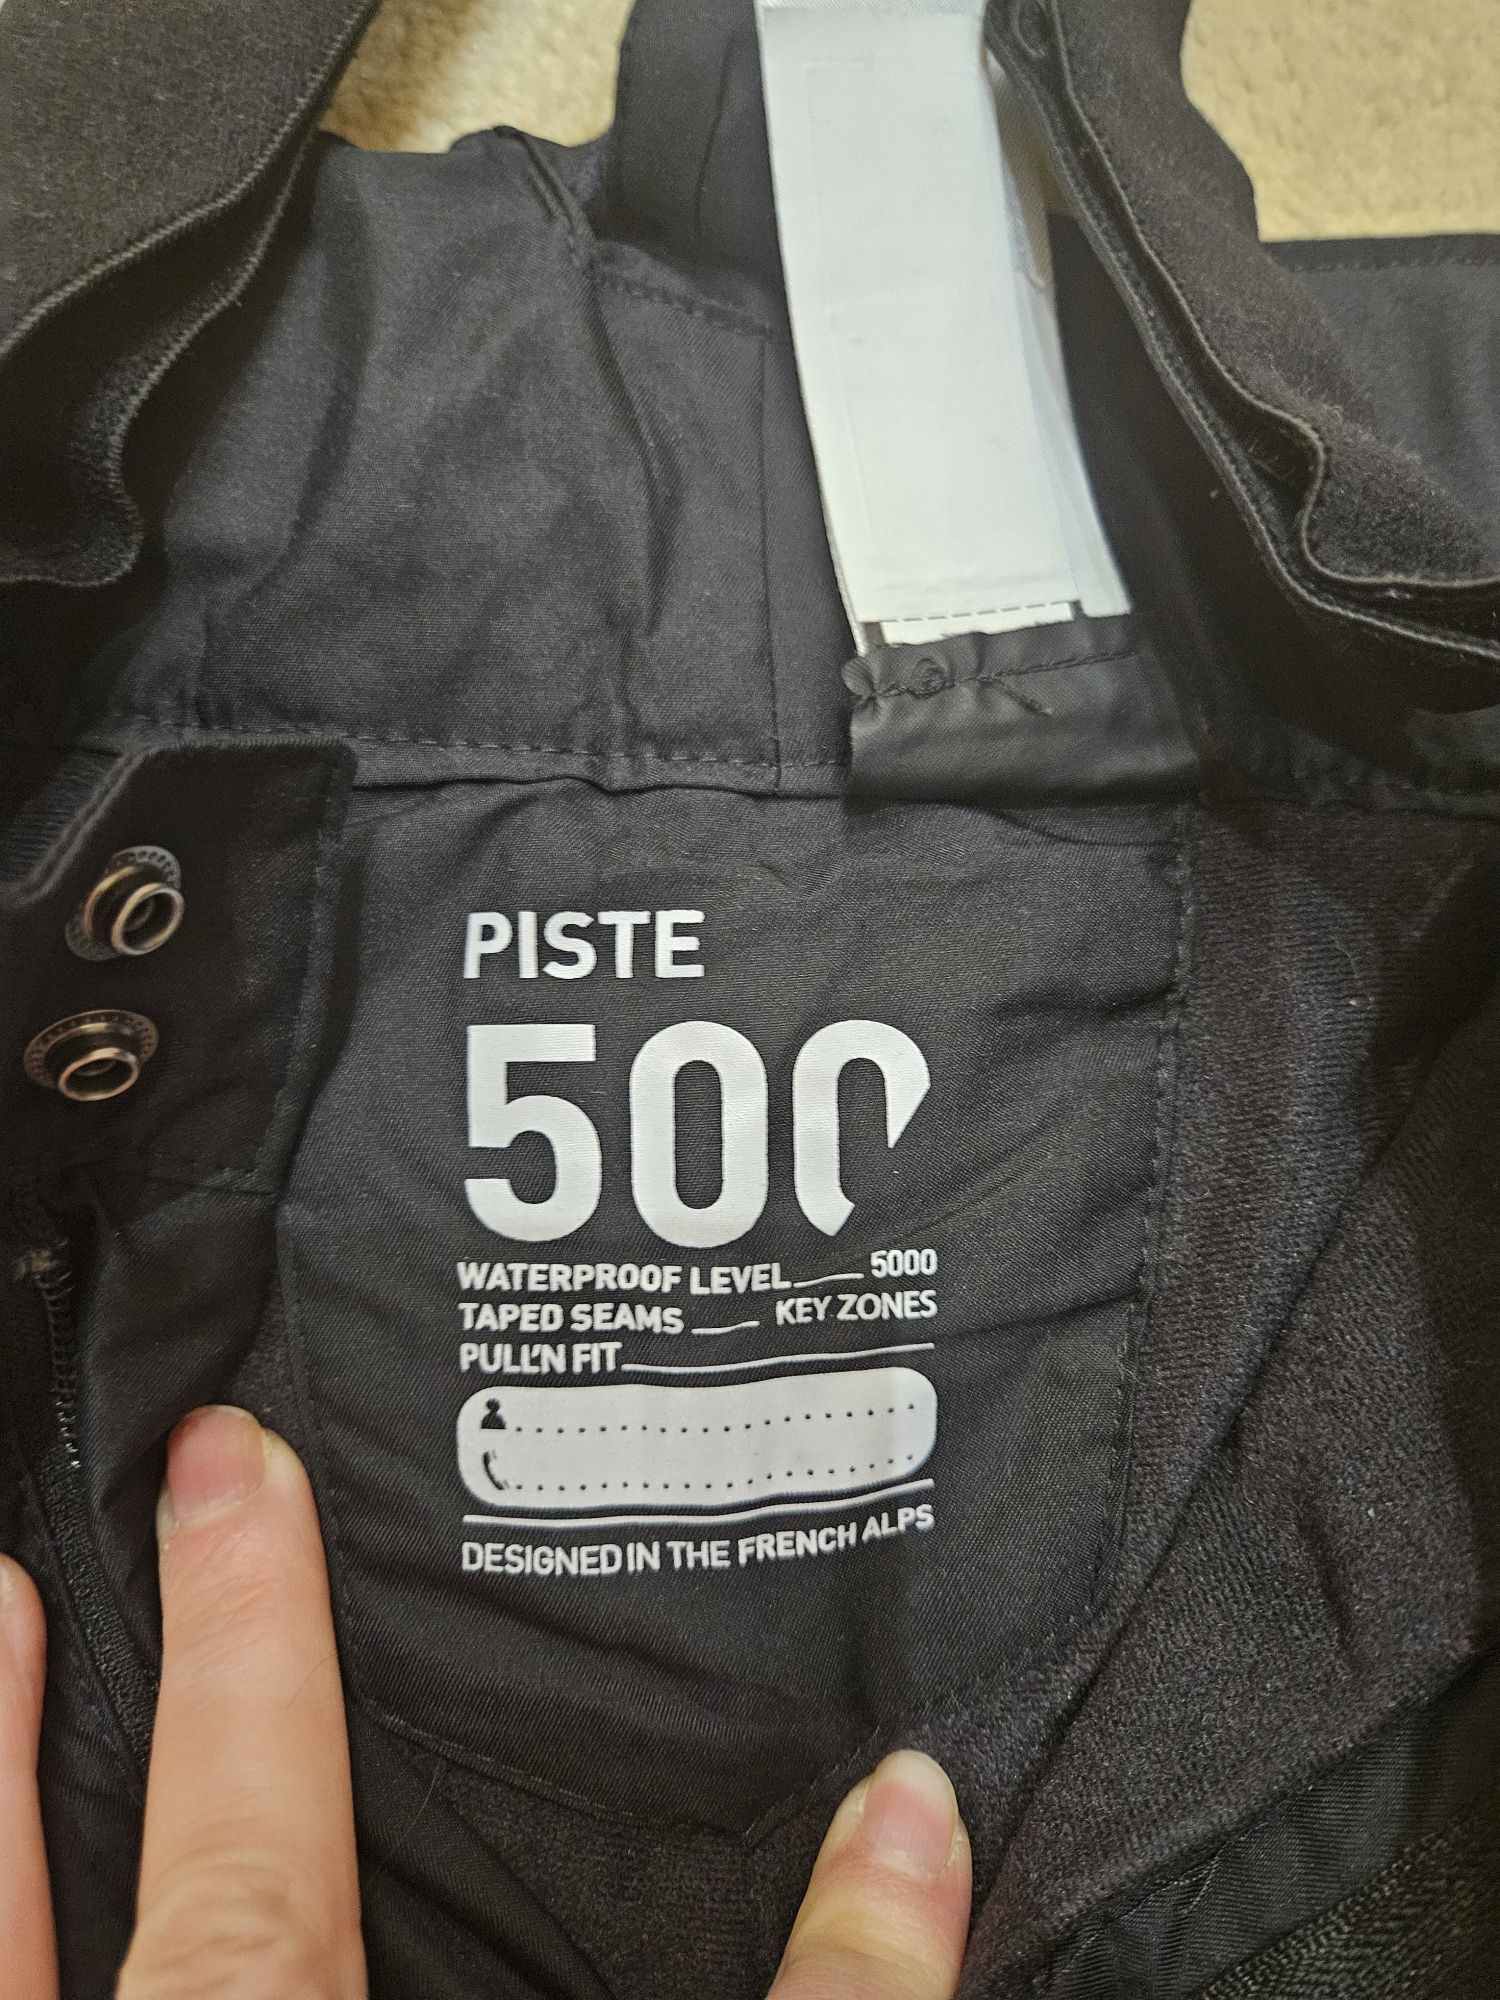 PISTE
500
WATERPROOF LEVEL 5000
TAPED SEAMS KEY ZONES
PULL'N FIT
DESIGNED IN THE FRENCH ALPS